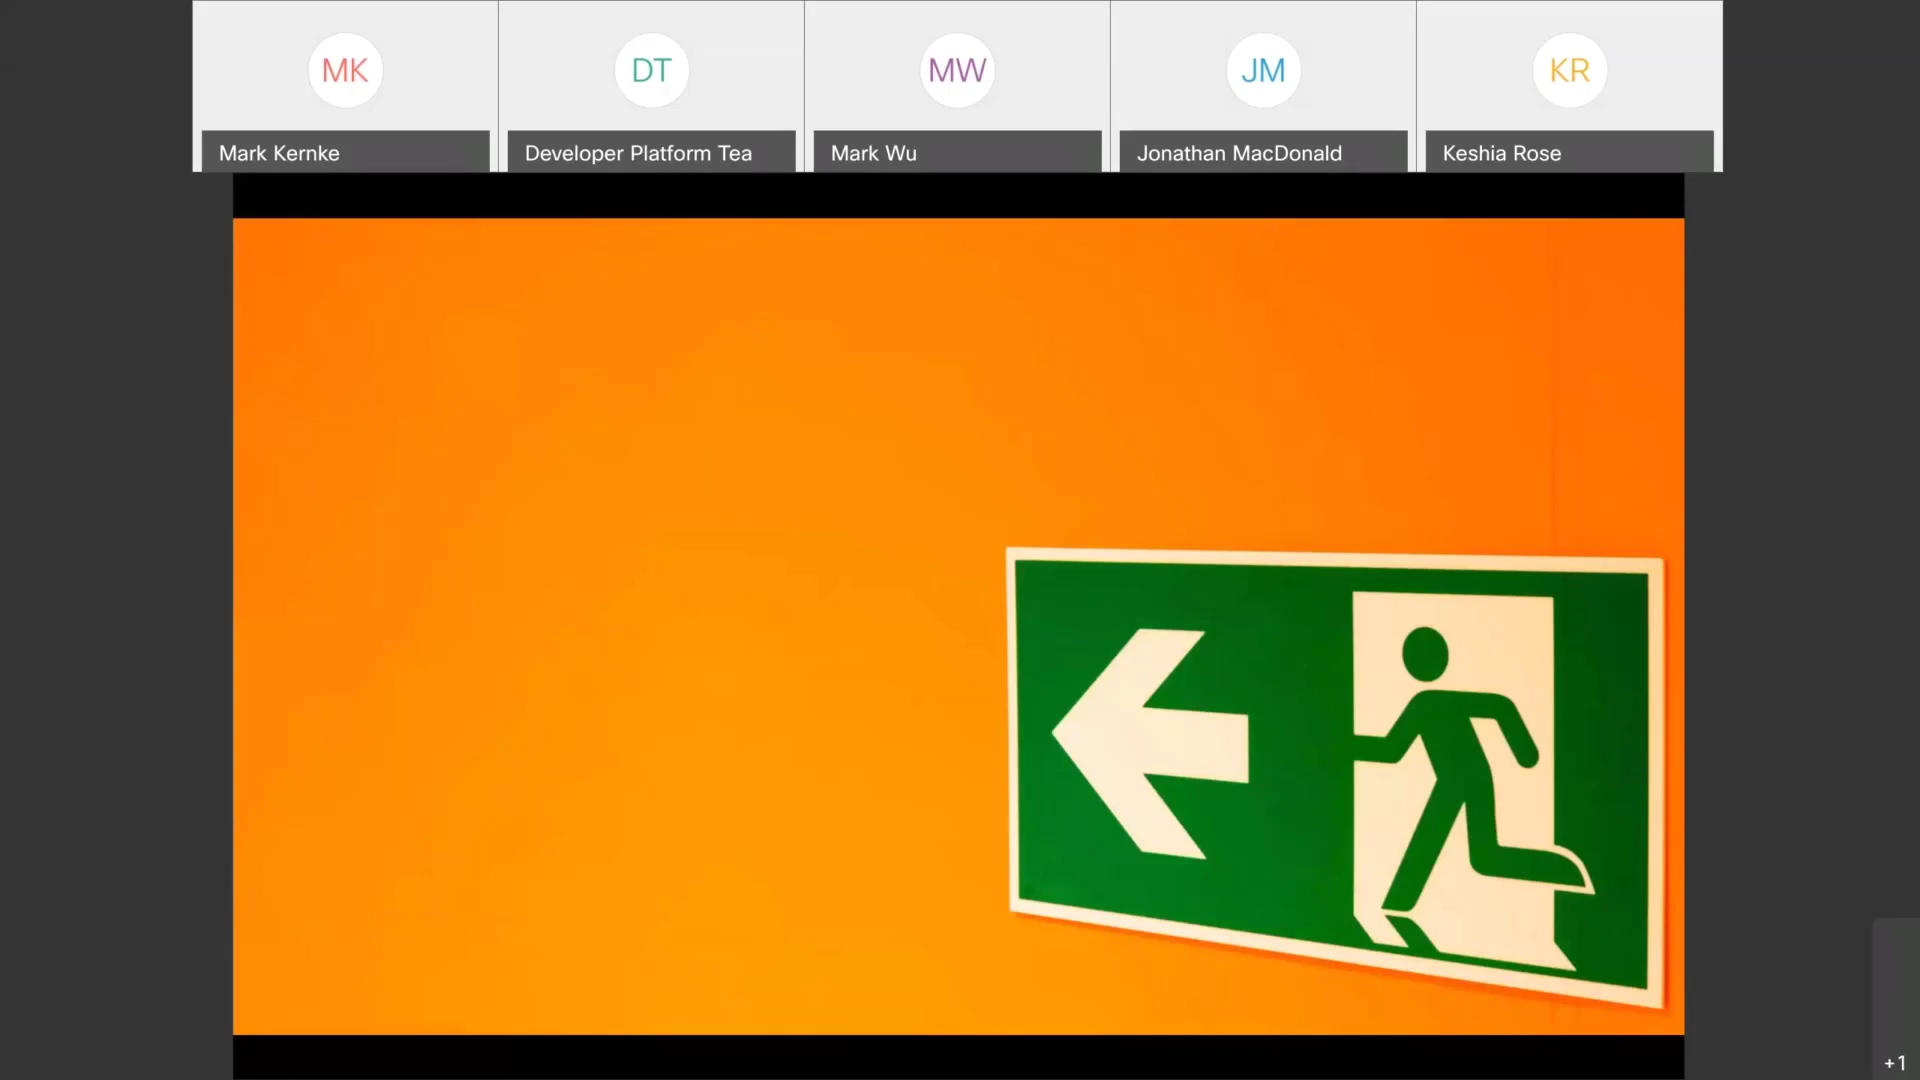 MK
DT
MW
JM
KR
Mark Kernke
Developer Platform Tea
Mark Wu
Jonathan MacDonald
Keshia Rose
+1